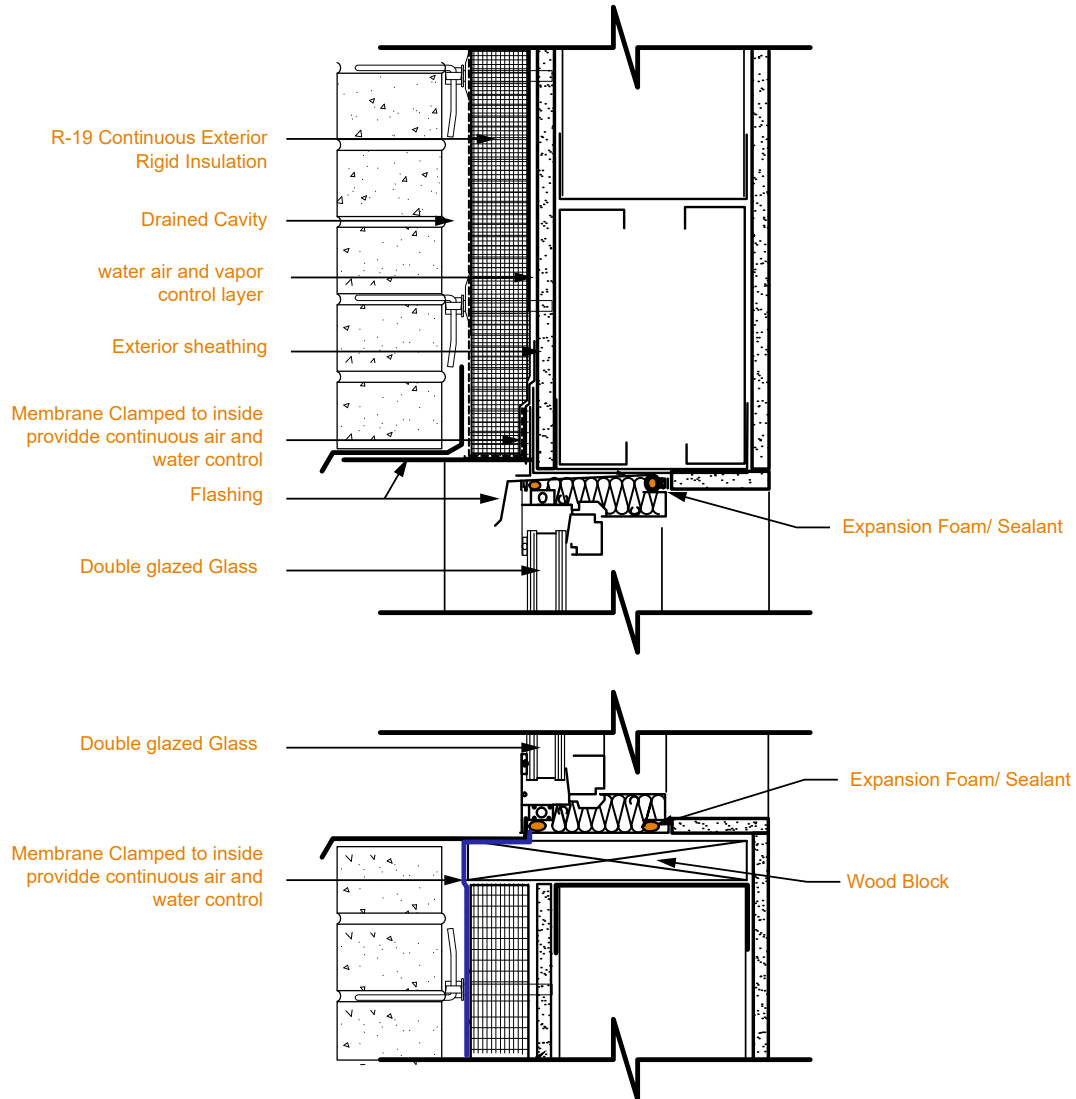 R-19 Continuous Exterior
Rigid Insulation
Drained Cavity
water air and vapor
control layer
Exterior sheathing
Membrane Clamped to inside
providde continuous air and
water control
Flashing
Expansion Foam/ Sealant
Double glazed Glass
Double glazed Glass
Expansion Foam/ Sealant
Membrane Clamped to inside
providde continuous air and
water control
Wood Block